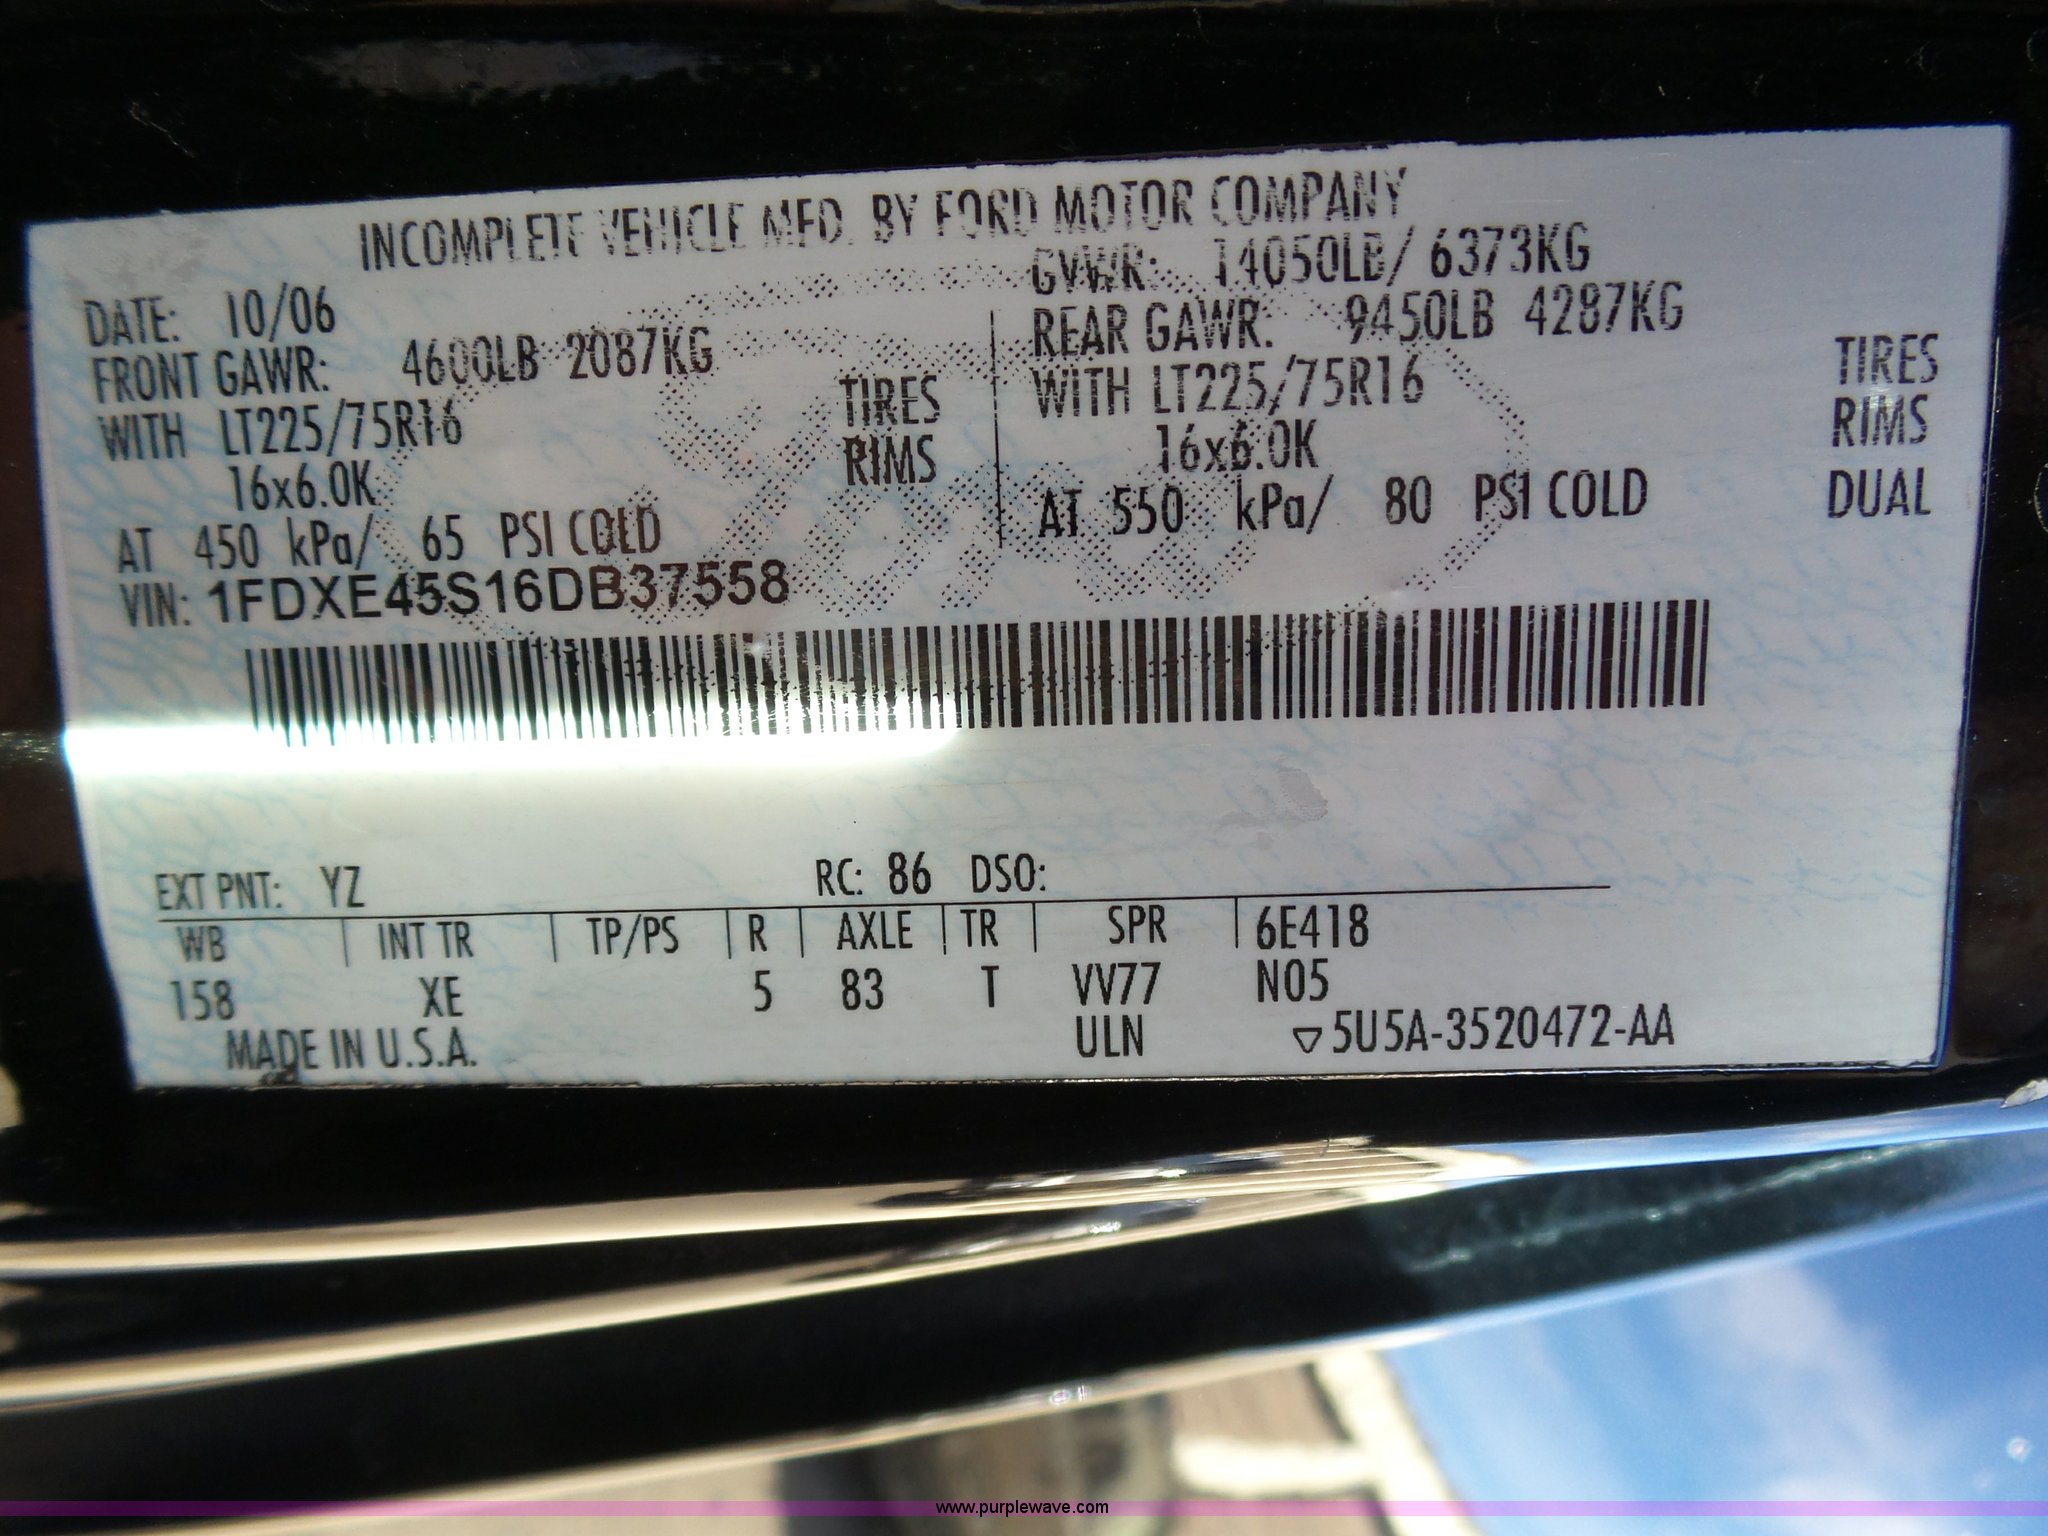 INCOMPLETE VEHICLE MFD. BY FORD MOTOR COMPANY
DATE: 10/06 GVWR: 14050LB/ 6373KG
FRONT GAWR: 4600LB 2087KG REAR GAWR: 9450LB 4287KG
WITH LT225/75R16 TIRES WITH LT225/75R16 TIRES
16x6.0K RIMS 16x6.0K RIMS
AT 450 kPa/ 65 PSI COLD AT 550 kPa/ 80 PSI COLD DUAL
VIN: 1FDXE45S16DB37558
EXT PNT: YZ RC: 86 DSO:
WB INT TR TP/PS R AXLE TR SPR 6E418
158 XE 5 83 T VV77 N05
MADE IN U.S.A. ULN ▽5U5A-3520472-AA
www.purplewave.com